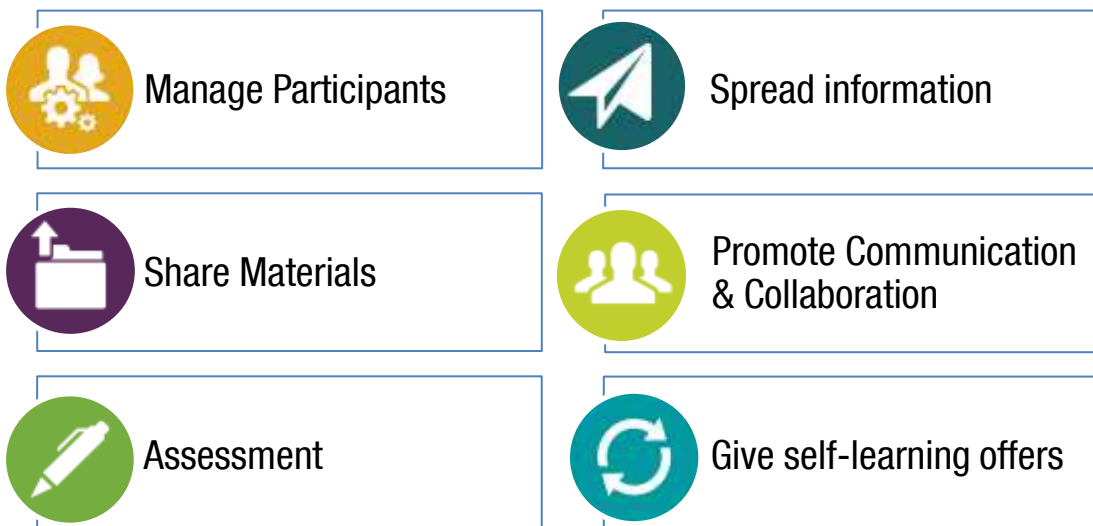 Manage Participants
Spread information
Share Materials
Promote Communication
& Collaboration
Assessment
Give self-learning offers